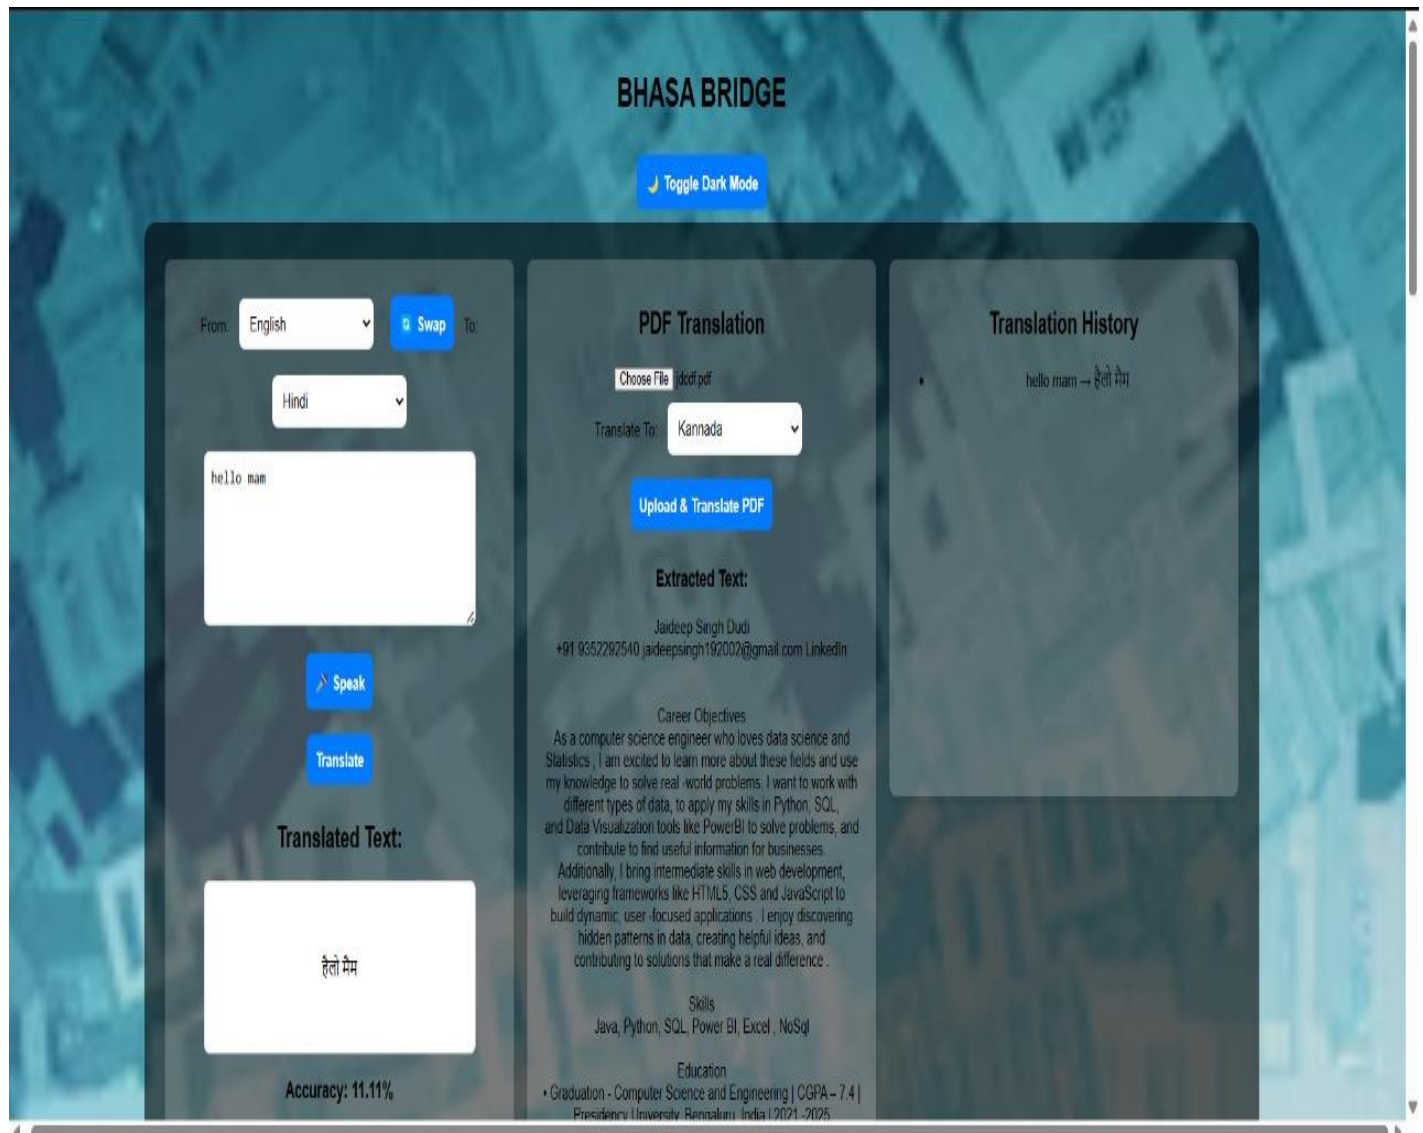 BHASA BRIDGE
🌙 Toggle Dark Mode
From: English Swap To:
Hindi
hello mam
Speak
Translate
Translated Text:
हैलो मैम
Accuracy: 11.11%
PDF Translation
Choose File jdcdf.pdf
Translate To: Kannada
Upload & Translate PDF
Extracted Text:
Jaideep Singh Dudi
+91 9352292540 jaideepsingh192002@gmail.com LinkedIn
Career Objectives
As a computer science engineer who loves data science and
Statistics , I am excited to learn more about these fields and use
my knowledge to solve real -world problems. I want to work with
different types of data, to apply my skills in Python, SQL,
and Data Visualization tools like PowerBI to solve problems, and
contribute to find useful information for businesses.
Additionally, I bring intermediate skills in web development,
leveraging frameworks like HTML5, CSS and JavaScript to
build dynamic, user -focused applications . I enjoy discovering
hidden patterns in data, creating helpful ideas, and
contributing to solutions that make a real difference .
Skills
Java, Python, SQL, Power BI, Excel , NoSql
Education
• Graduation - Computer Science and Engineering | CGPA – 7.4 |
Presidency University, Bengaluru, India | 2021 -2025
Translation History
• hello mam → हैलो मैम